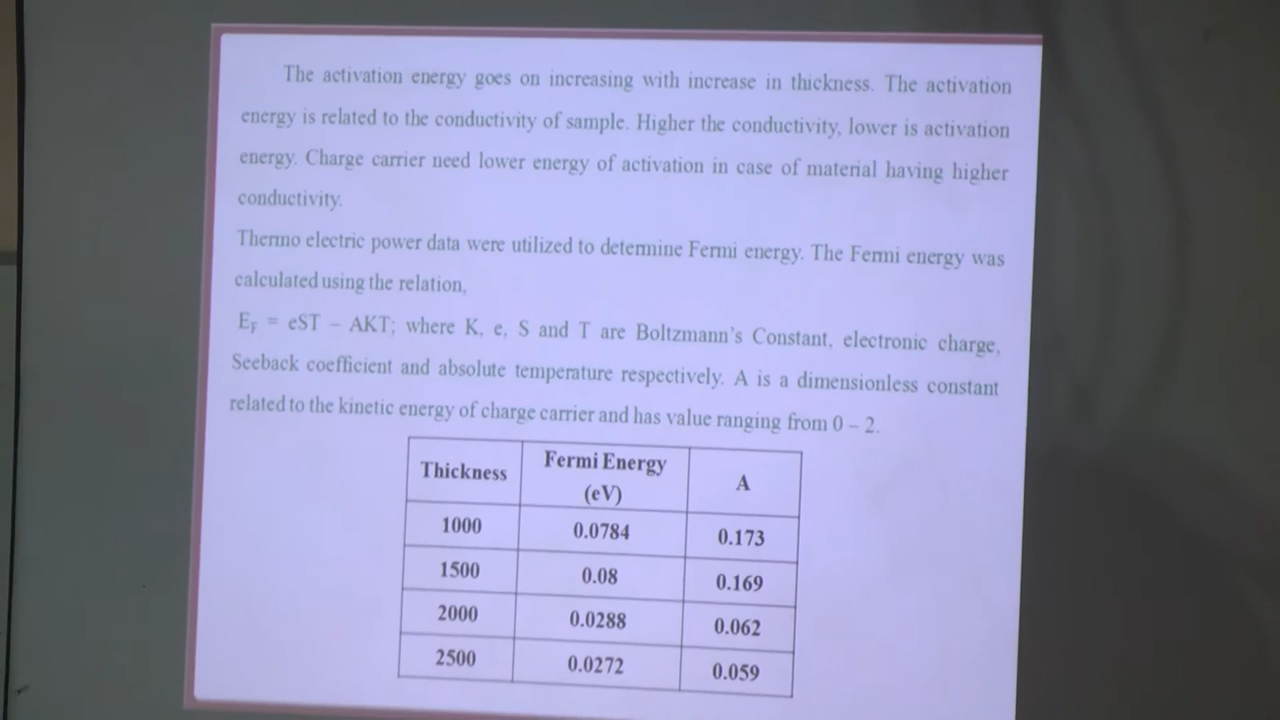 The activation energy goes on increasing with increase in thickness. The activation
energy is related to the conductivity of sample. Higher the conductivity, lower is activation
energy. Charge carrier need lower energy of activation in case of material having higher
conductivity.
Thermo electric power data were utilized to determine Fermi energy. The Fermi energy was
calculated using the relation,
E_F = eST – AKT; where K, e, S and T are Boltzmann's Constant, electronic charge,
Seeback coefficient and absolute temperature respectively. A is a dimensionless constant
related to the kinetic energy of charge carrier and has value ranging from 0 – 2.
Thickness Fermi Energy (eV) A
1000 0.0784 0.173
1500 0.08 0.169
2000 0.0288 0.062
2500 0.0272 0.059